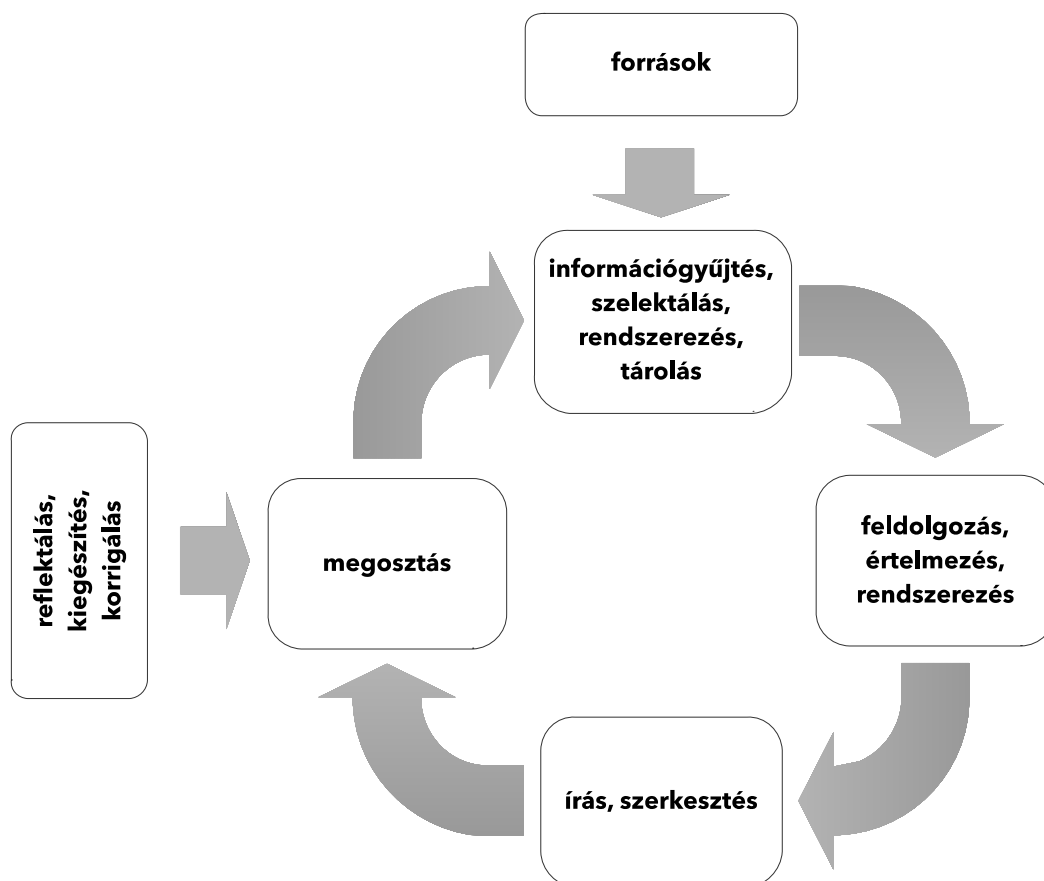 források
információgyűjtés,
szelektálás,
rendszerezés,
tárolás
feldolgozás,
értelmezés,
rendszerezés
írás, szerkesztés
megosztás
reflektálás,
kiegészítés,
korrigálás